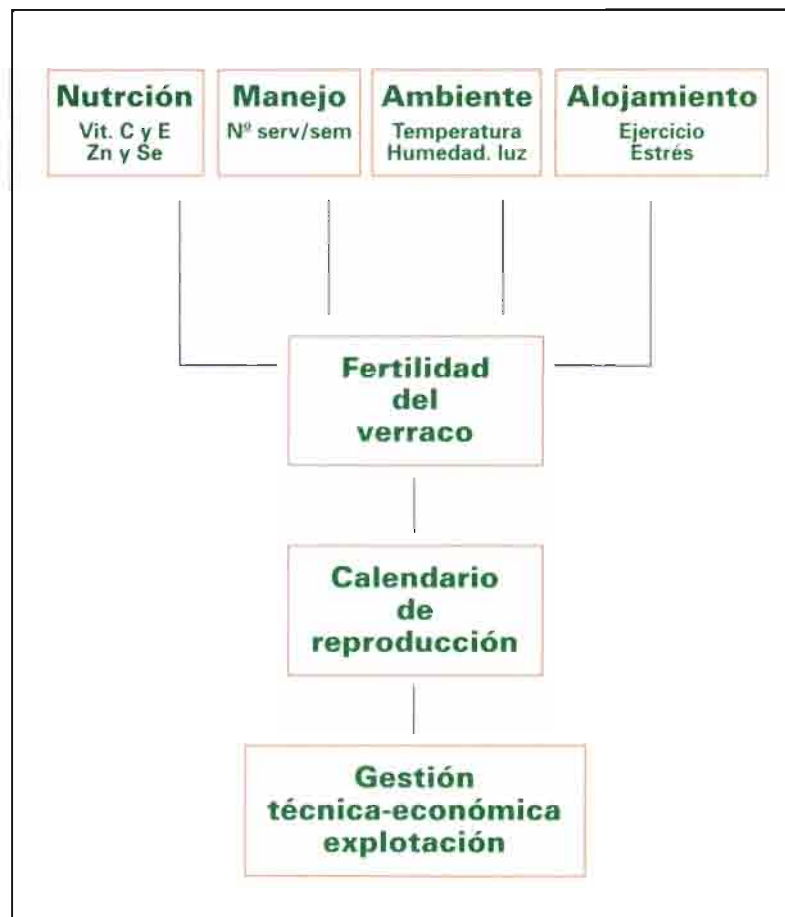 Nutrción
Vit. C y E
Zn y Se
Manejo
Nº serv/sem
Ambiente
Temperatura
Humedad. luz
Alojamiento
Ejercicio
Estrés
Fertilidad
del
verraco
Calendario
de
reproducción
Gestión
técnica-económica
explotación